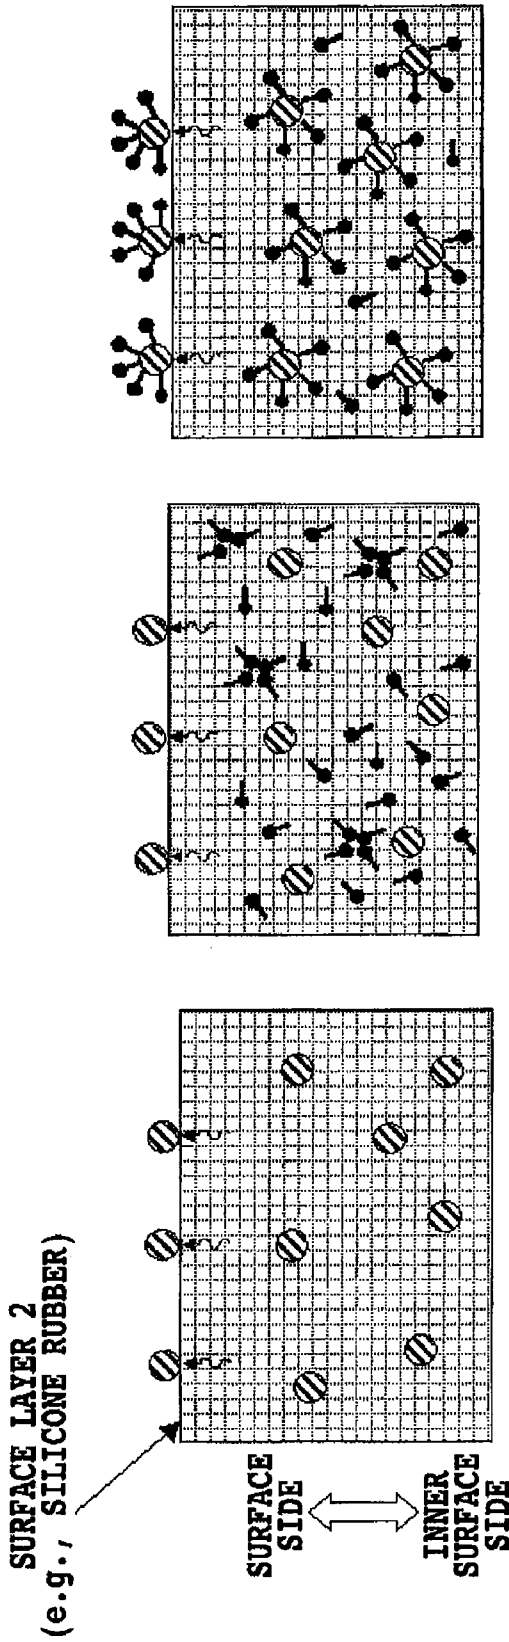 SURFACE LAYER 2
(e.g., SILICONE RUBBER)
SURFACE
SIDE
INNER
SURFACE
SIDE